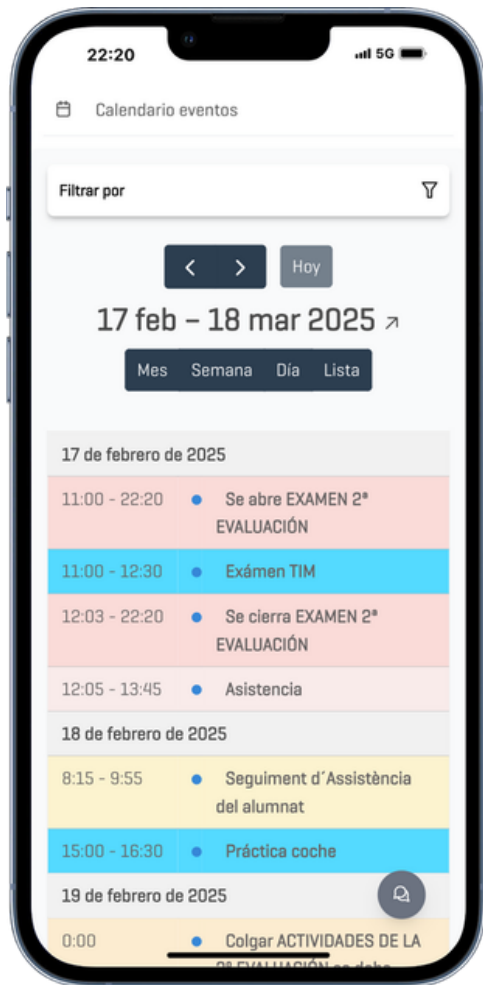 22:20
5G
Calendario eventos
Filtrar por
Hoy
17 feb – 18 mar 2025
Mes Semana Día Lista
17 de febrero de 2025
11:00 - 22:20 Se abre EXAMEN 2ª
EVALUACIÓN
11:00 - 12:30 Exámen TIM
12:03 - 22:20 Se cierra EXAMEN 2ª
EVALUACIÓN
12:05 - 13:45 Asistencia
18 de febrero de 2025
8:15 - 9:55 Seguiment d´Assistència
del alumnat
15:00 - 16:30 Práctica coche
19 de febrero de 2025
0:00 Colgar ACTIVIDADES DE LA
2ª EVALUACIÓN se debe